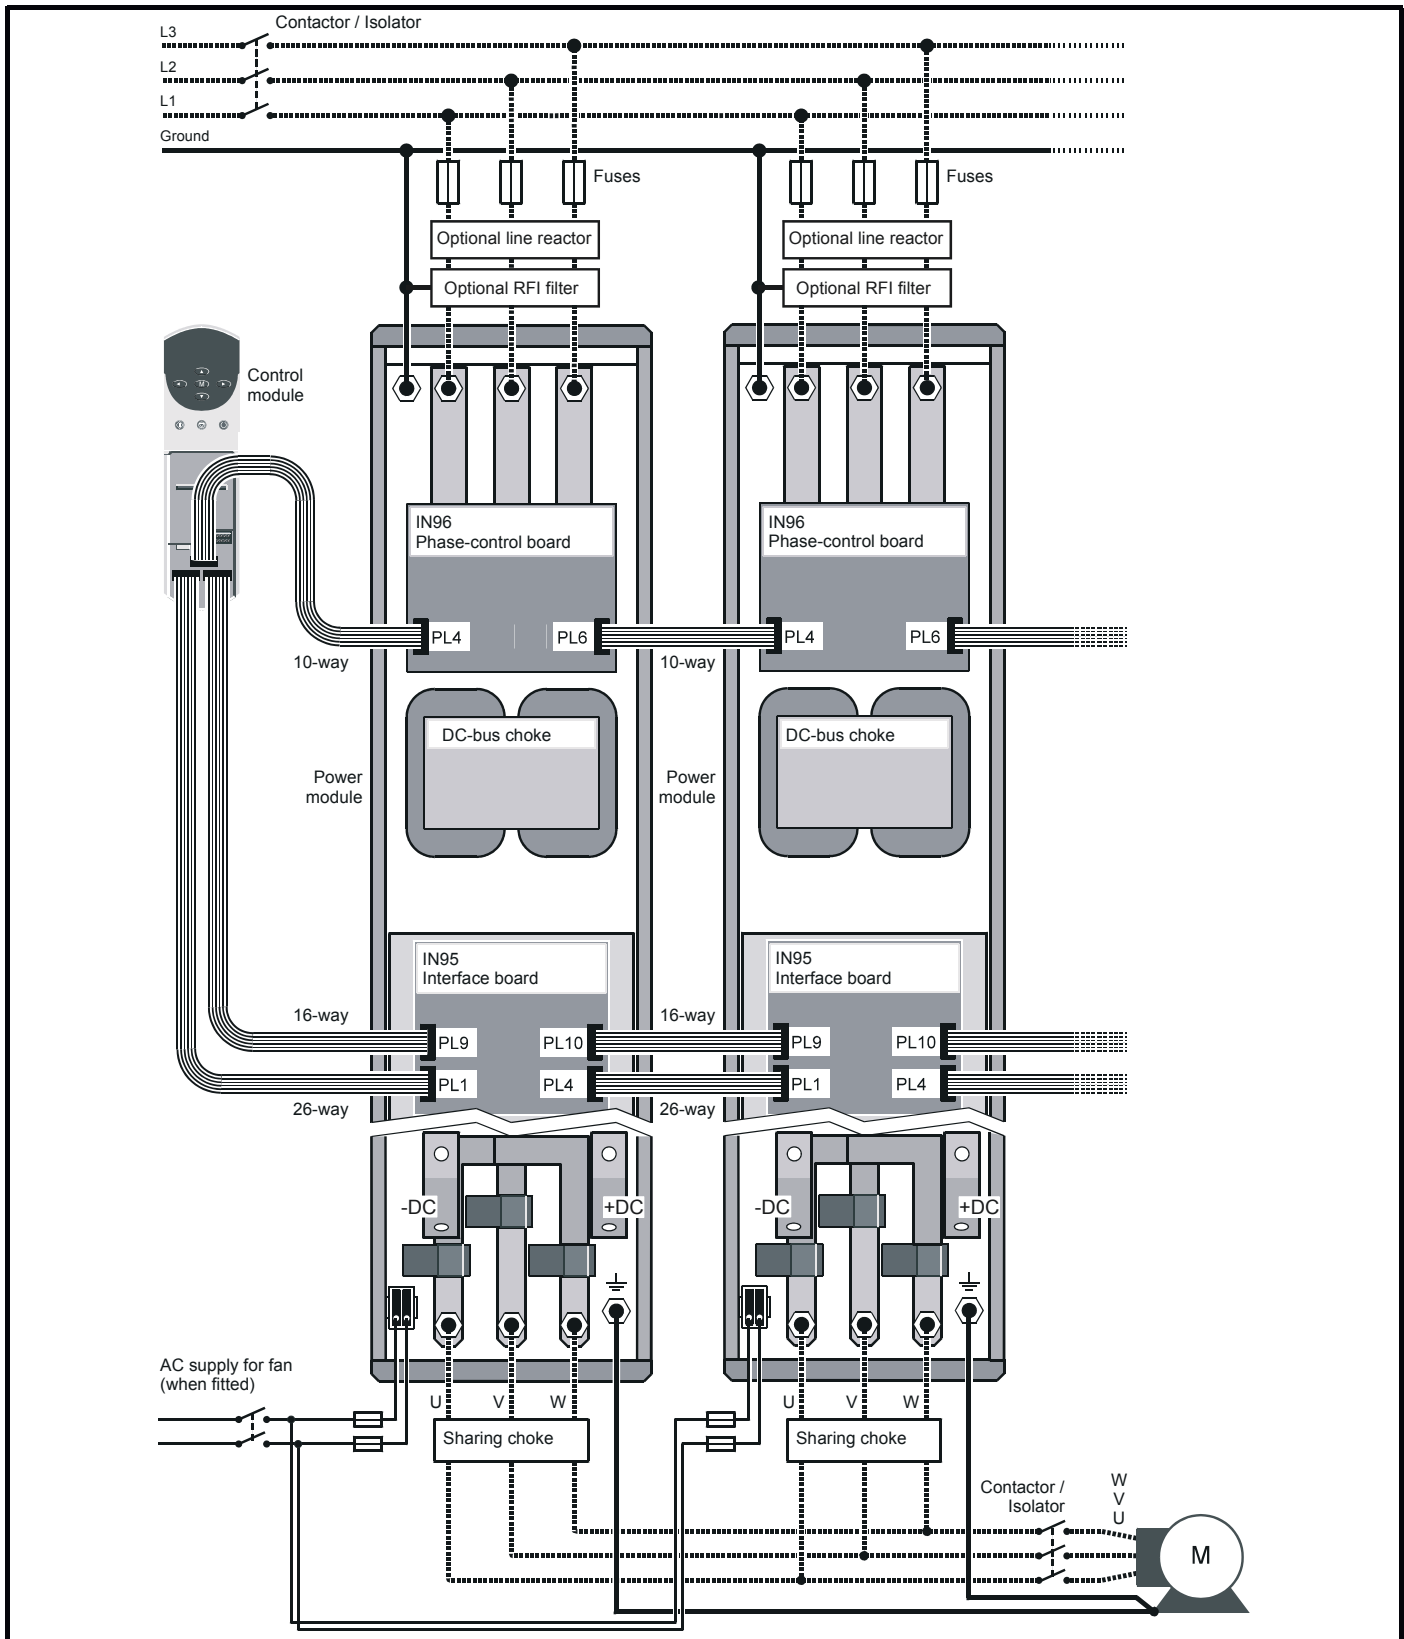 Contactor / Isolator
L3
L2
L1
Ground
Fuses
Fuses
Optional line reactor
Optional line reactor
Optional RFI filter
Optional RFI filter
Control
module
M
IN96
Phase-control board
IN96
Phase-control board
PL4
PL6
PL4
PL6
10-way
10-way
DC-bus choke
DC-bus choke
Power
module
Power
module
IN95
Interface board
IN95
Interface board
16-way
16-way
PL9
PL10
PL9
PL10
PL1
PL4
PL1
PL4
26-way
26-way
-DC
+DC
-DC
+DC
AC supply for fan
(when fitted)
U
V
W
U
V
W
Sharing choke
Sharing choke
Contactor /
Isolator
W
V
U
M